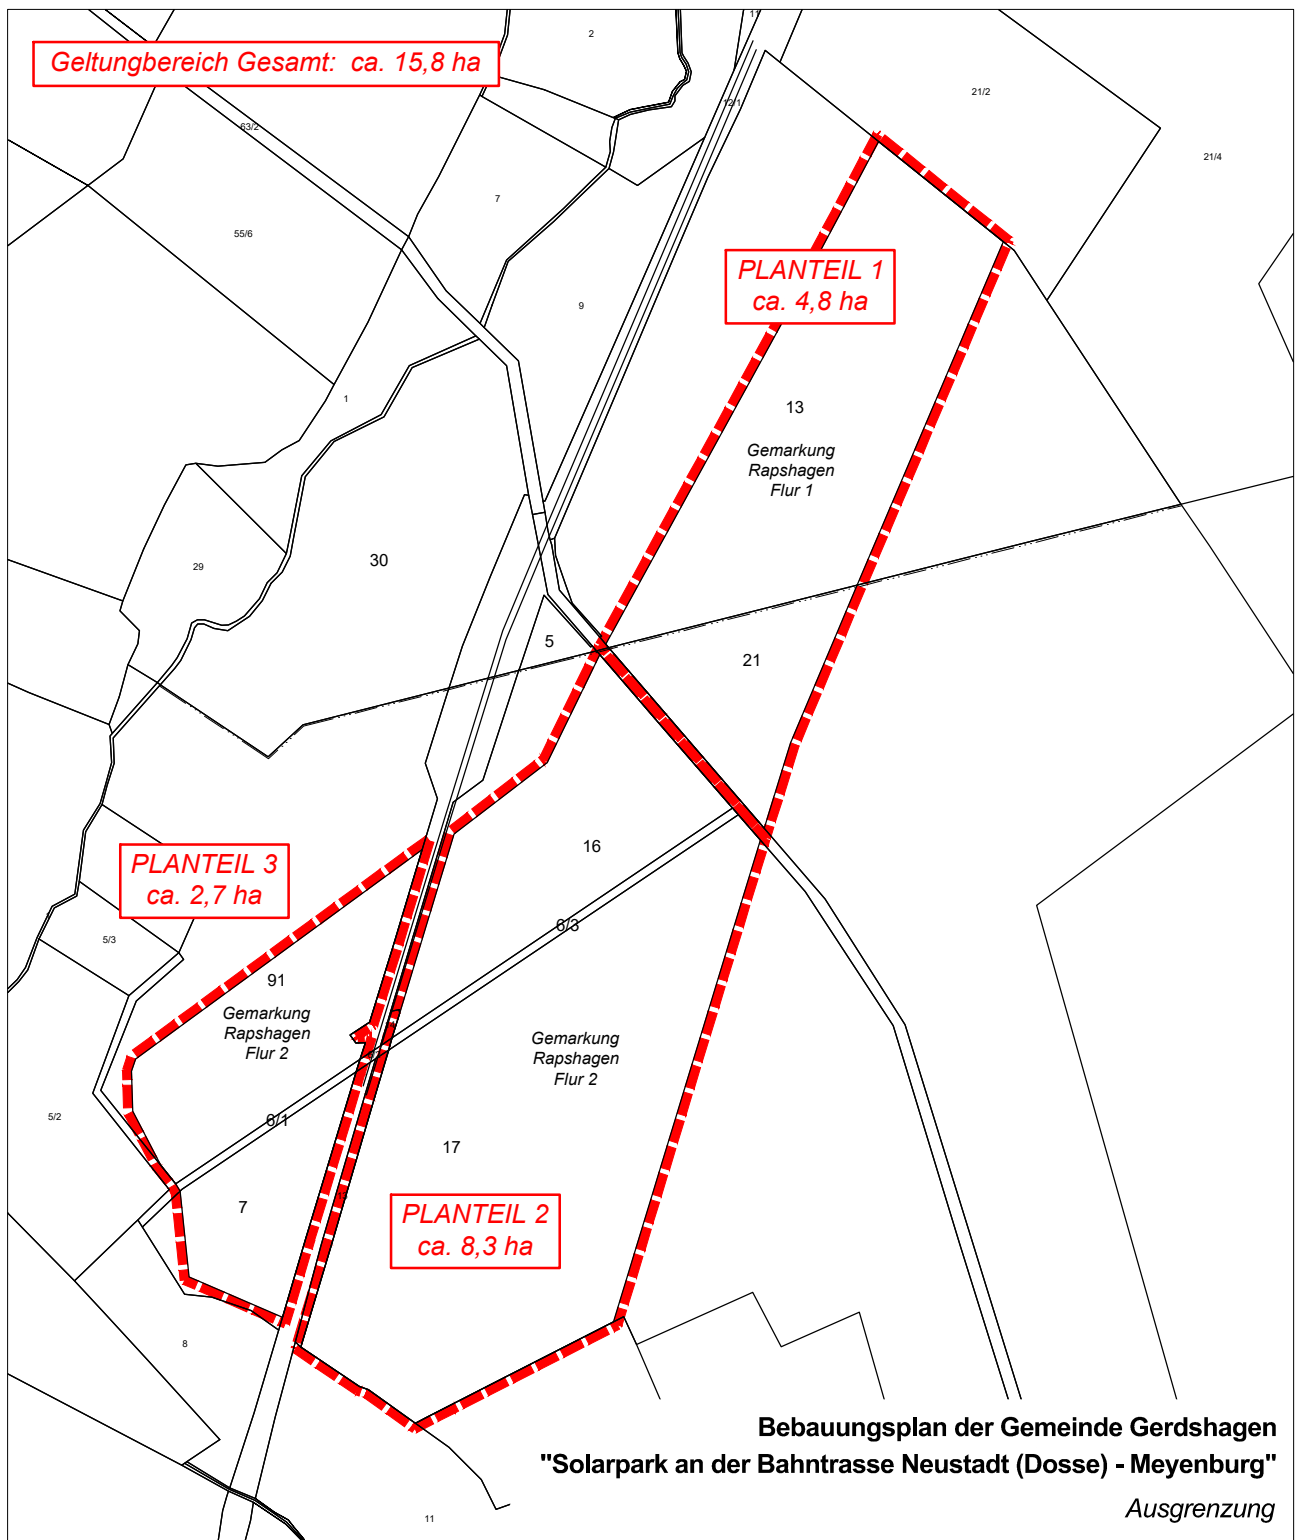 11
2
Geltungbereich Gesamt: ca. 15,8 ha
21/2
12/1
63/2
21/4
7
55/6
PLANTEIL 1
ca. 4,8 ha
9
1
13
Gemarkung
Rapshagen
Flur 1
30
29
5
21
16
PLANTEIL 3
ca. 2,7 ha
6/3
5/3
91
Gemarkung
Rapshagen
Flur 2
Gemarkung
Rapshagen
Flur 2
5/2
6/1
17
7
PLANTEIL 2
ca. 8,3 ha
8
Bebauungsplan der Gemeinde Gerdshagen
"Solarpark an der Bahntrasse Neustadt (Dosse) - Meyenburg"
Ausgrenzung
11